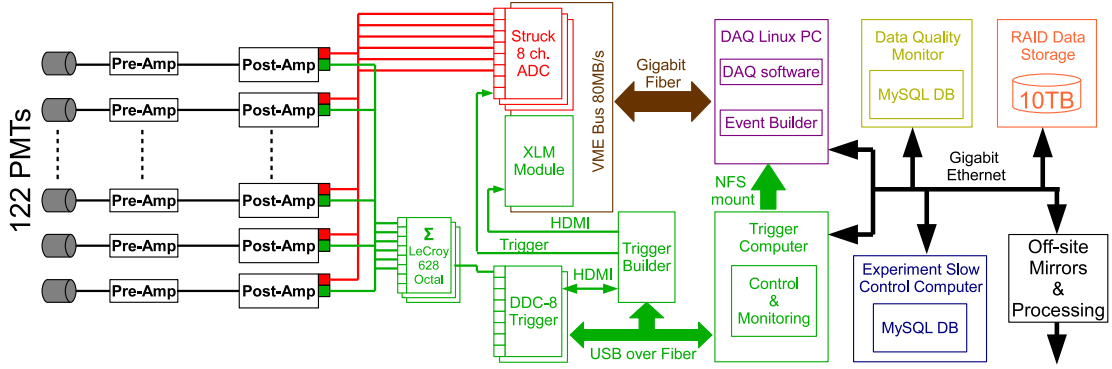 122 PMTs
Pre-Amp
Post-Amp
Pre-Amp
Post-Amp
Pre-Amp
Post-Amp
Pre-Amp
Post-Amp
Pre-Amp
Post-Amp
Struck
8 ch.
ADC
XLM
Module
VME Bus 80MB/s
Σ
LeCroy
628
Octal
HDMI
Trigger
Trigger
Builder
HDMI
DDC-8
Trigger
USB over Fiber
Gigabit
Fiber
DAQ Linux PC
DAQ software
Event Builder
NFS
mount
Trigger
Computer
Control
&
Monitoring
Data Quality
Monitor
MySQL DB
RAID Data
Storage
10TB
Gigabit
Ethernet
Experiment Slow
Control Computer
MySQL DB
Off-site
Mirrors
&
Processing